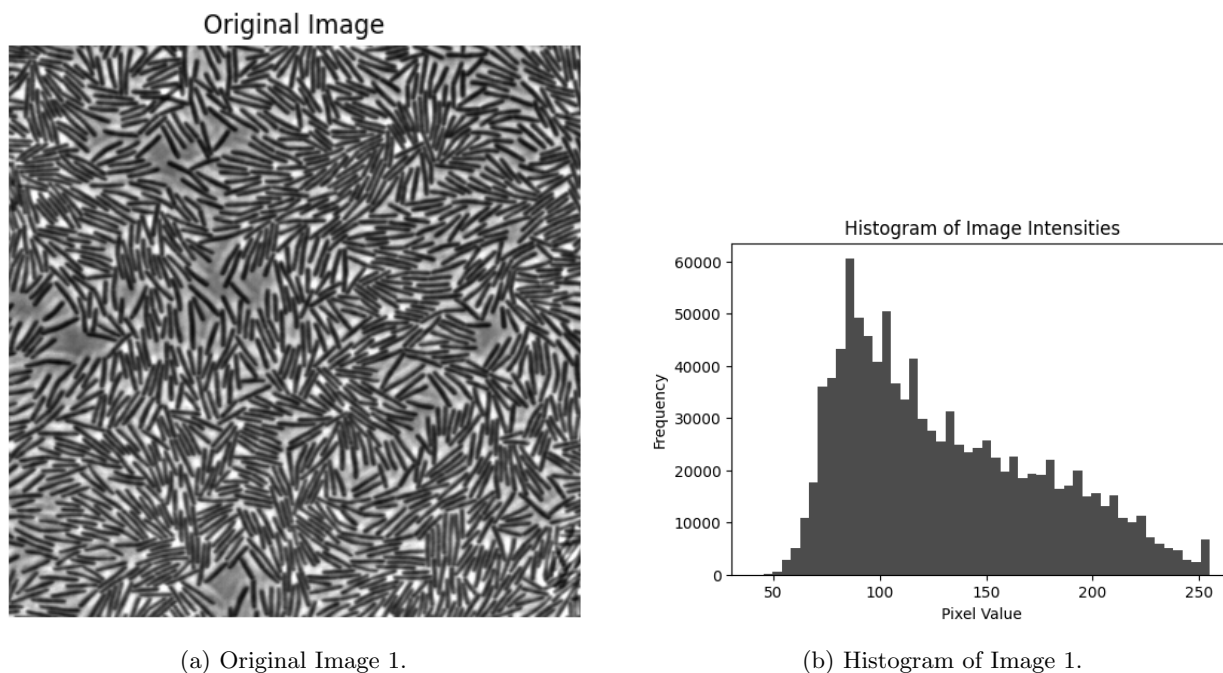 Original Image
Histogram of Image Intensities
60000
50000
40000
30000
20000
10000
0
Frequency
50 100 150 200 250
Pixel Value
(a) Original Image 1.
(b) Histogram of Image 1.